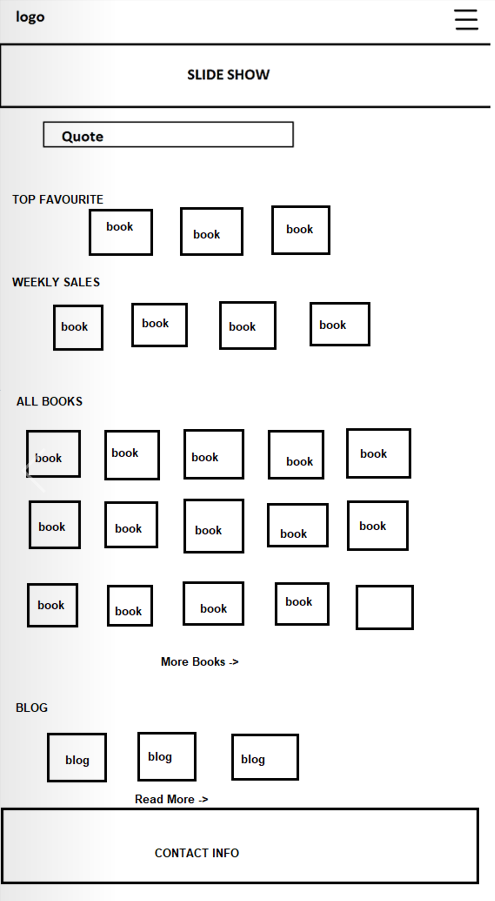 logo
SLIDE SHOW
Quote
TOP FAVOURITE
book book book
WEEKLY SALES
book book book book
ALL BOOKS
book book book book book
book book book book book
book book book book
More Books ->
BLOG
blog blog blog
Read More ->
CONTACT INFO